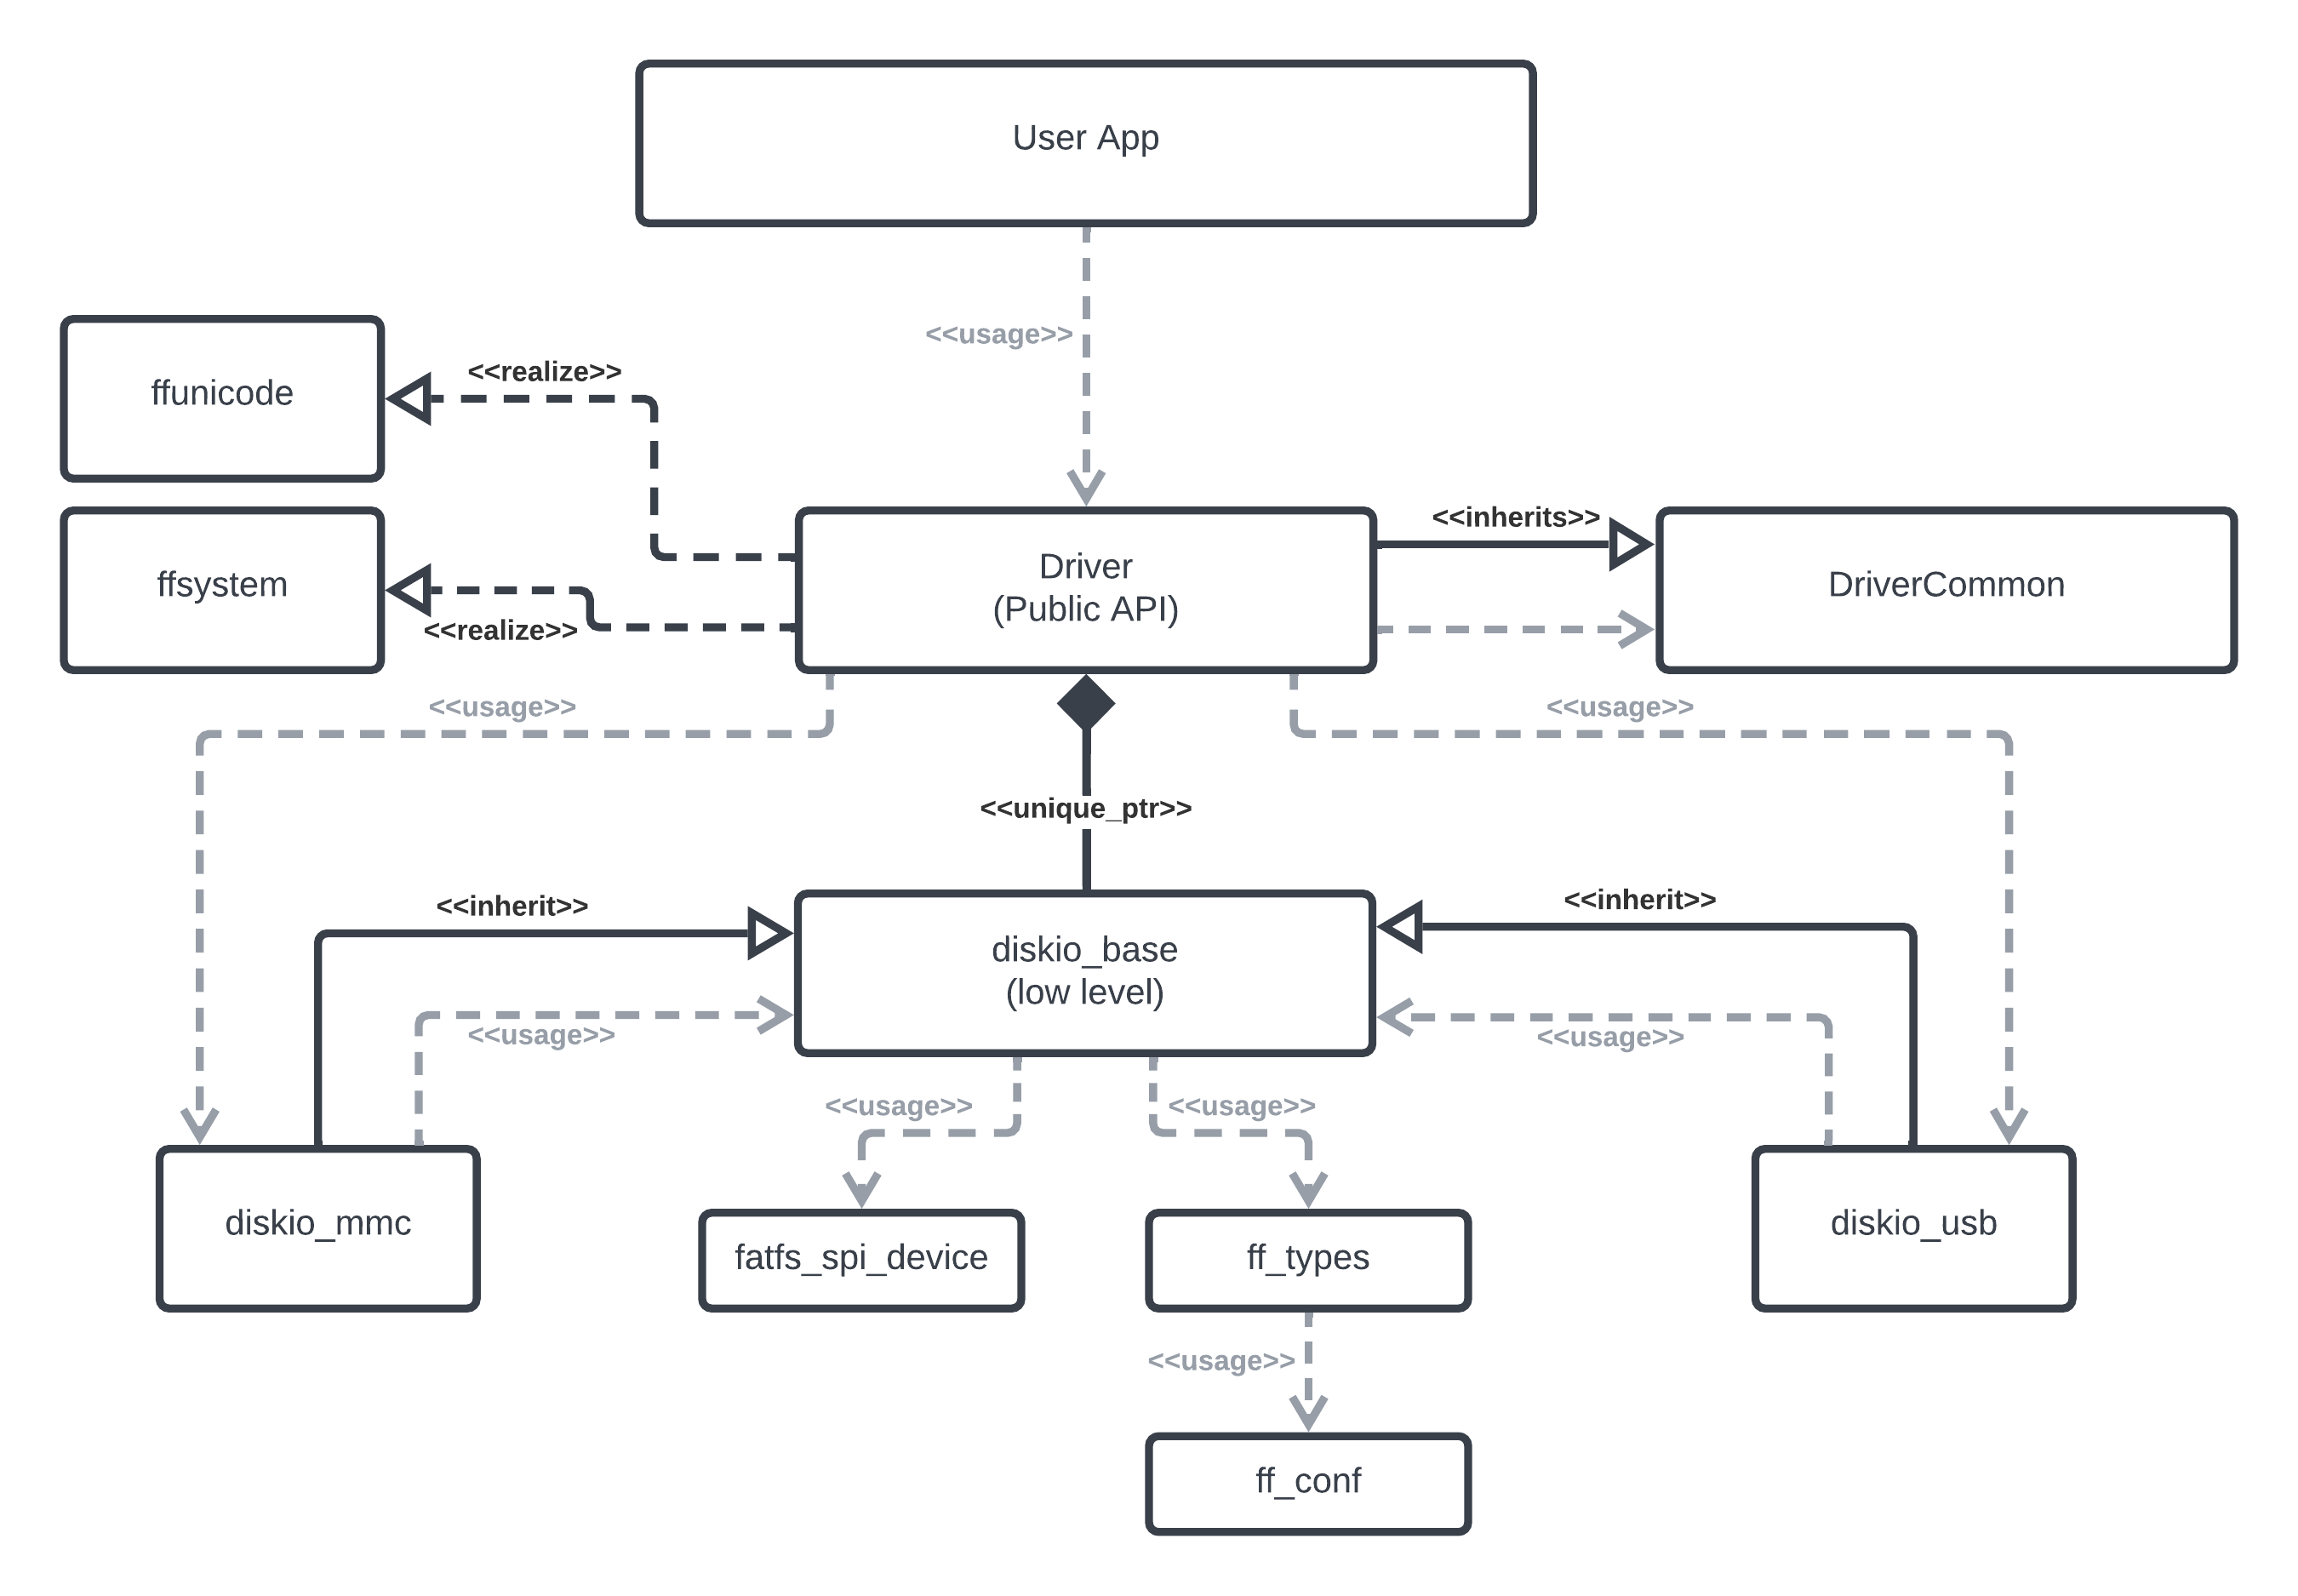 User App
<<usage>>
ffunicode
<<realize>>
ffsystem
<<realize>>
Driver
(Public API)
<<inherits>>
DriverCommon
<<usage>>
<<usage>>
<<unique_ptr>>
<<inherit>>
<<inherit>>
diskio_base
(low level)
<<usage>>
<<usage>>
<<usage>>
<<usage>>
diskio_mmc
fatfs_spi_device
ff_types
diskio_usb
<<usage>>
ff_conf